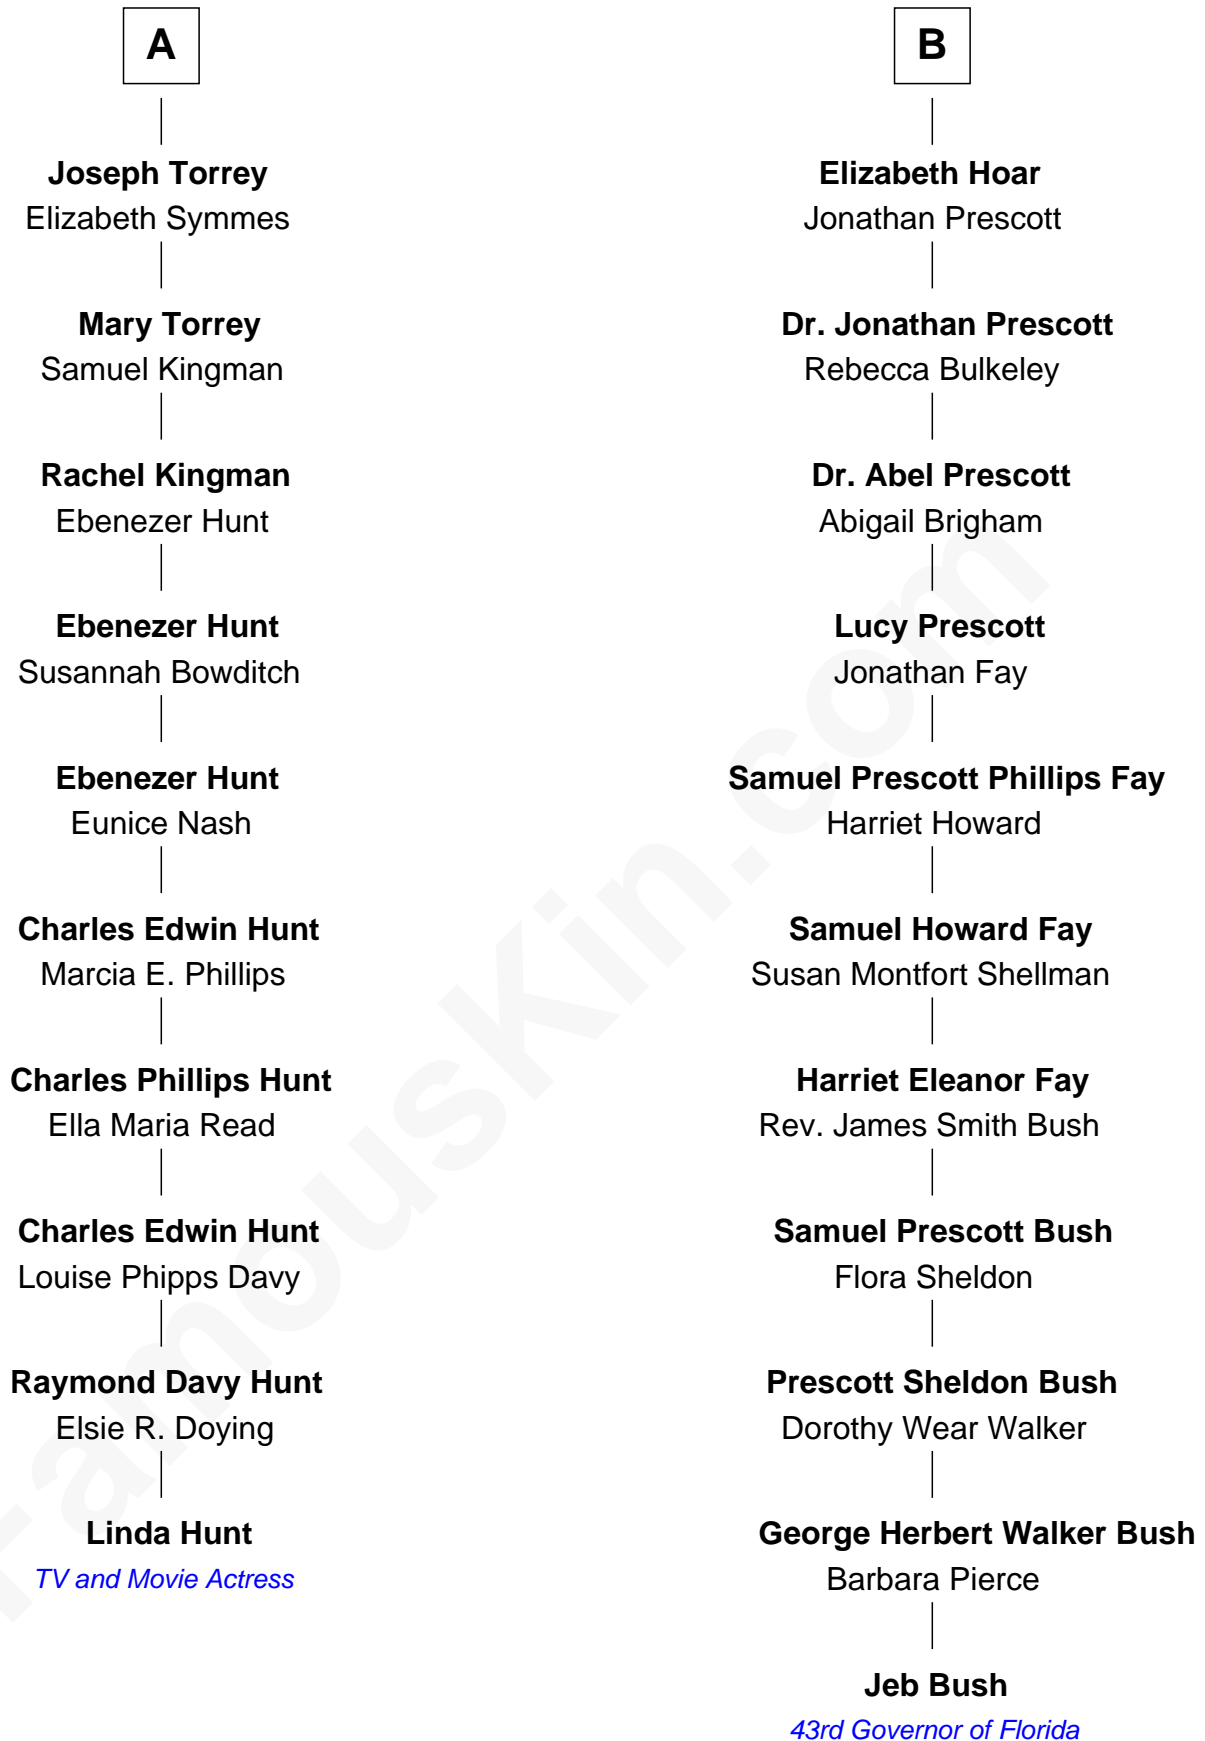 A
Joseph Torrey
Elizabeth Symmes
Mary Torrey
Samuel Kingman
Rachel Kingman
Ebenezer Hunt
Ebenezer Hunt
Susannah Bowditch
Ebenezer Hunt
Eunice Nash
Charles Edwin Hunt
Marcia E. Phillips
Charles Phillips Hunt
Ella Maria Read
Charles Edwin Hunt
Louise Phipps Davy
Raymond Davy Hunt
Elsie R. Doying
Linda Hunt
TV and Movie Actress
B
Elizabeth Hoar
Jonathan Prescott
Dr. Jonathan Prescott
Rebecca Bulkeley
Dr. Abel Prescott
Abigail Brigham
Lucy Prescott
Jonathan Fay
Samuel Prescott Phillips Fay
Harriet Howard
Samuel Howard Fay
Susan Montfort Shellman
Harriet Eleanor Fay
Rev. James Smith Bush
Samuel Prescott Bush
Flora Sheldon
Prescott Sheldon Bush
Dorothy Wear Walker
George Herbert Walker Bush
Barbara Pierce
Jeb Bush
43rd Governor of Florida
FamousKin.com